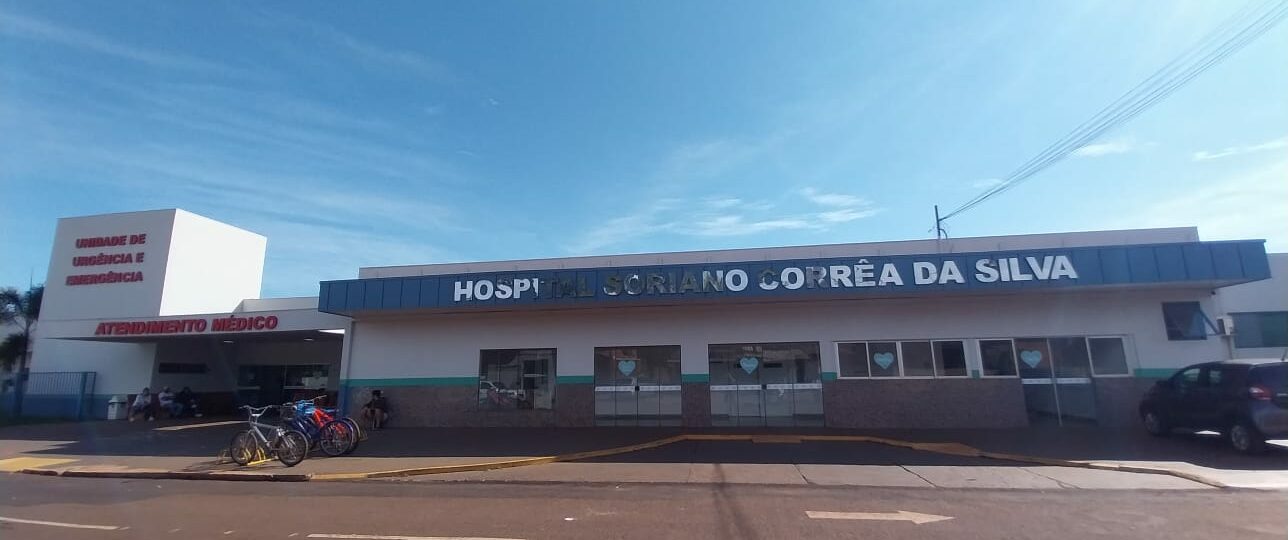 UNIDADE DE
URGÊNCIA E
EMERGÊNCIA
ATENDIMENTO MÉDICO
HOSPITAL SORIANO CORRÊA DA SILVA